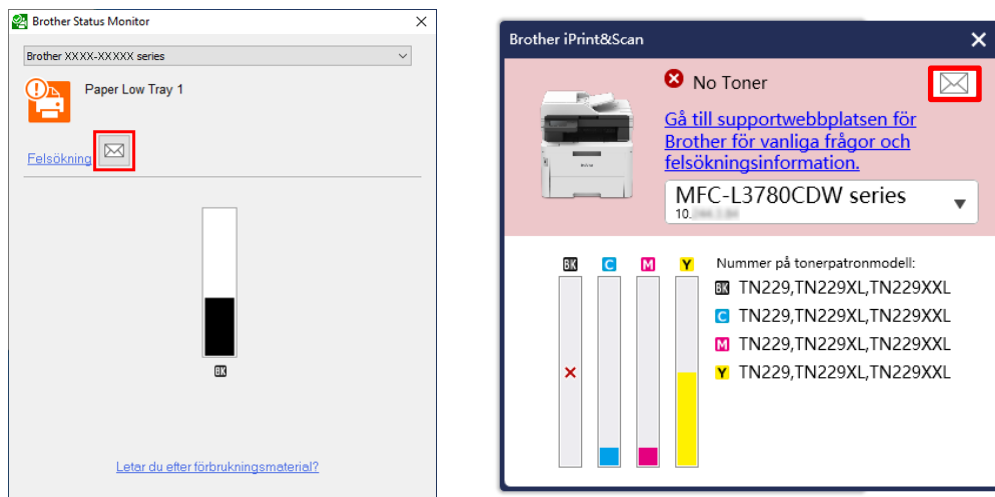 Brother Status Monitor
Brother XXXX-XXXXX series
Paper Low Tray 1
Felsökning
BK
Letar du efter förbrukningsmaterial?
Brother iPrint&Scan
No Toner
Gå till supportwebbplatsen för
Brother för vanliga frågor och
felsökningsinformation.
MFC-L3780CDW series
10.
BK C M Y
Nummer på tonerpatronmodell:
BK TN229,TN229XL,TN229XXL
C TN229,TN229XL,TN229XXL
M TN229,TN229XL,TN229XXL
Y TN229,TN229XL,TN229XXL